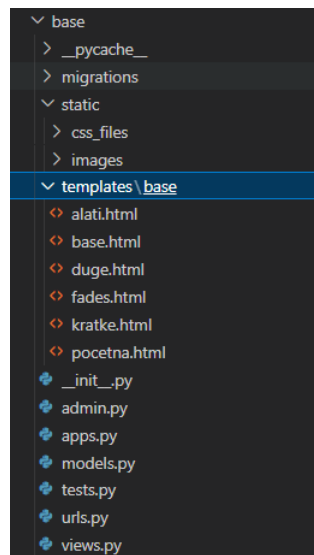 base
__pycache__
migrations
static
css_files
images
templates\base
alati.html
base.html
duge.html
fades.html
kratke.html
pocetna.html
__init__.py
admin.py
apps.py
models.py
tests.py
urls.py
views.py